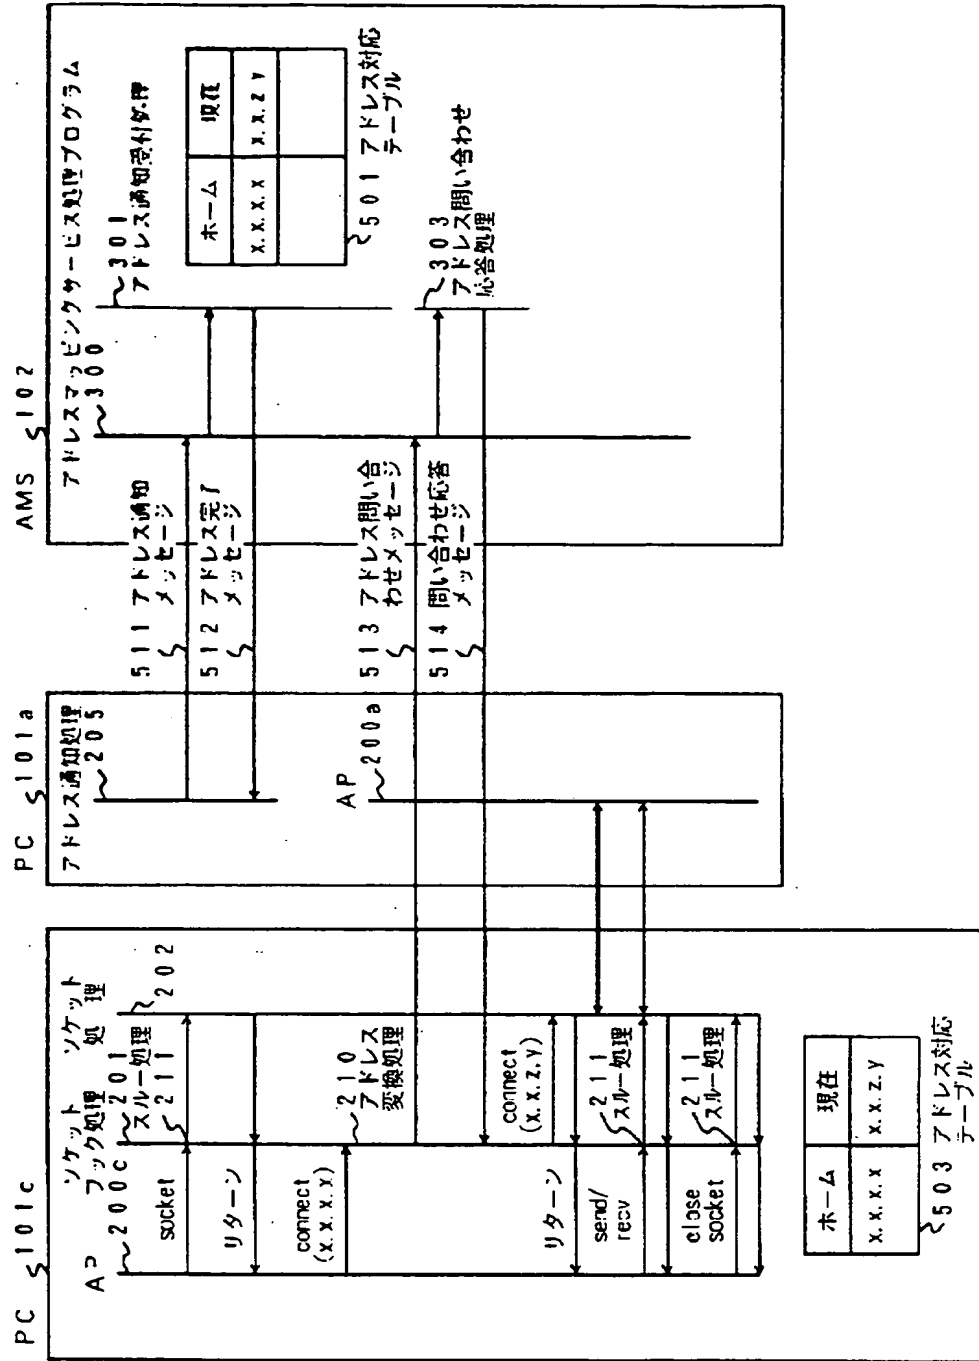 PC 101c
AP
200c
ソケット
フック処理
201
スルー処理
211
ソケット
処理
202
socket
リターン
connect
(x.x.x.x)
210
アドレス
変換処理
connect
(x.x.z.y)
リターン
send/
recv
211
スルー処理
close
socket
211
スルー処理
ホーム 現在
x.x.x.x x.x.z.y
503 アドレス対応
テーブル
PC 101a
アドレス通知処理
205
AP
200a
511 アドレス通知
メッセージ
512 アドレス完了
メッセージ
513 アドレス問い合
わせメッセージ
514 問い合わせ応答
メッセージ
AMS 102
アドレスマッピングサービス処理プログラム
300
301
アドレス通知受付処理
303
アドレス問い合わせ
応答処理
ホーム 現在
x.x.x.x x.x.z.y
501 アドレス対応
テーブル